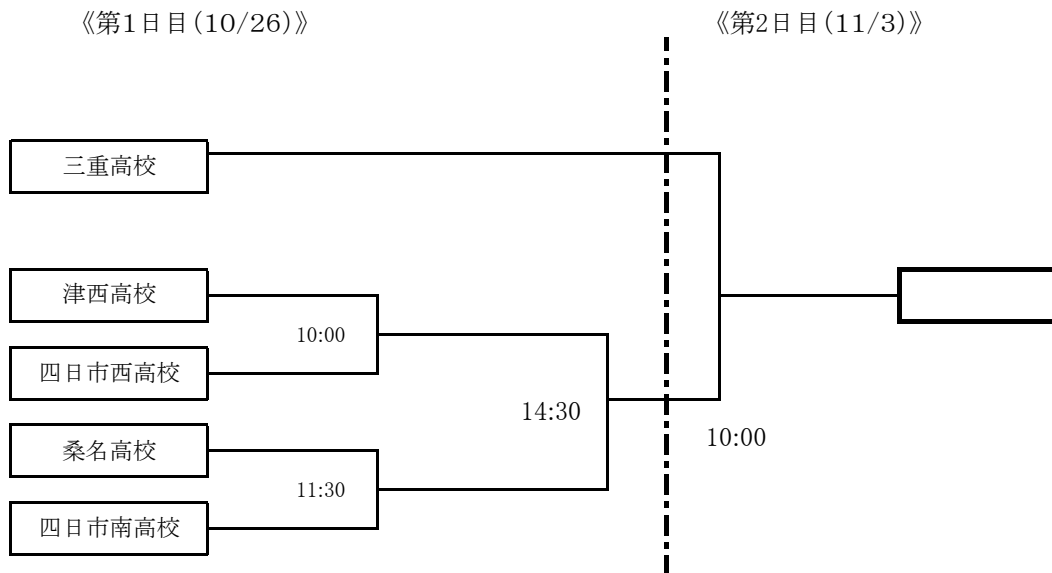 《第1日目(10/26)》
《第2日目(11/3)》
三重高校
津西高校
10:00
四日市西高校
14:30
桑名高校
10:00
11:30
四日市南高校